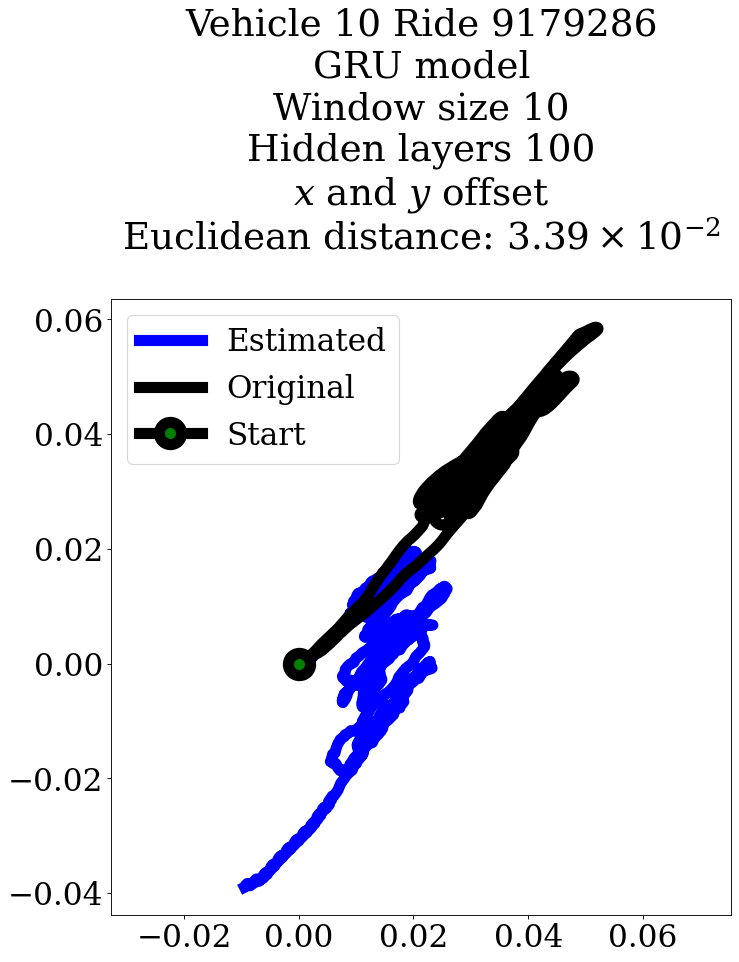 Vehicle 10 Ride 9179286
GRU model
Window size 10
Hidden layers 100
x and y offset
Euclidean distance: 3.39 × 10⁻²
Estimated
Original
Start
0.06
0.04
0.02
0.00
−0.02
−0.04
−0.02 0.00 0.02 0.04 0.06